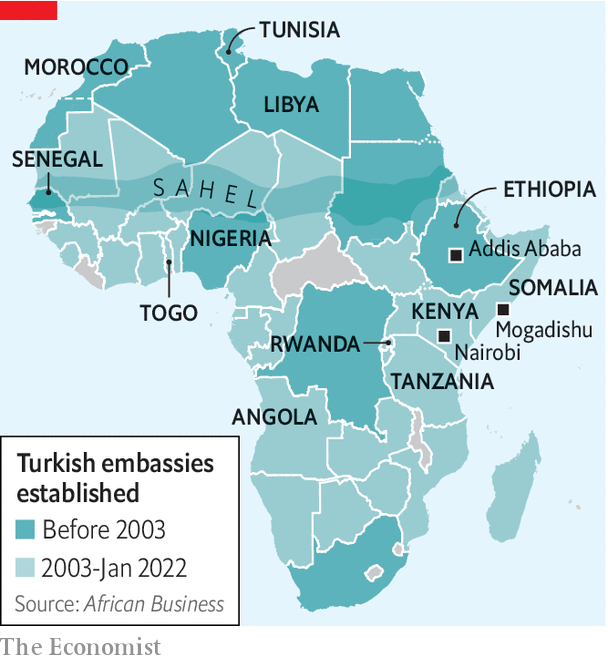 TUNISIA
MOROCCO
LIBYA
SENEGAL
SAHEL
ETHIOPIA
NIGERIA
Addis Ababa
SOMALIA
TOGO
KENYA
Mogadishu
RWANDA
Nairobi
TANZANIA
ANGOLA
Turkish embassies
established
Before 2003
2003-Jan 2022
Source: African Business
The Economist